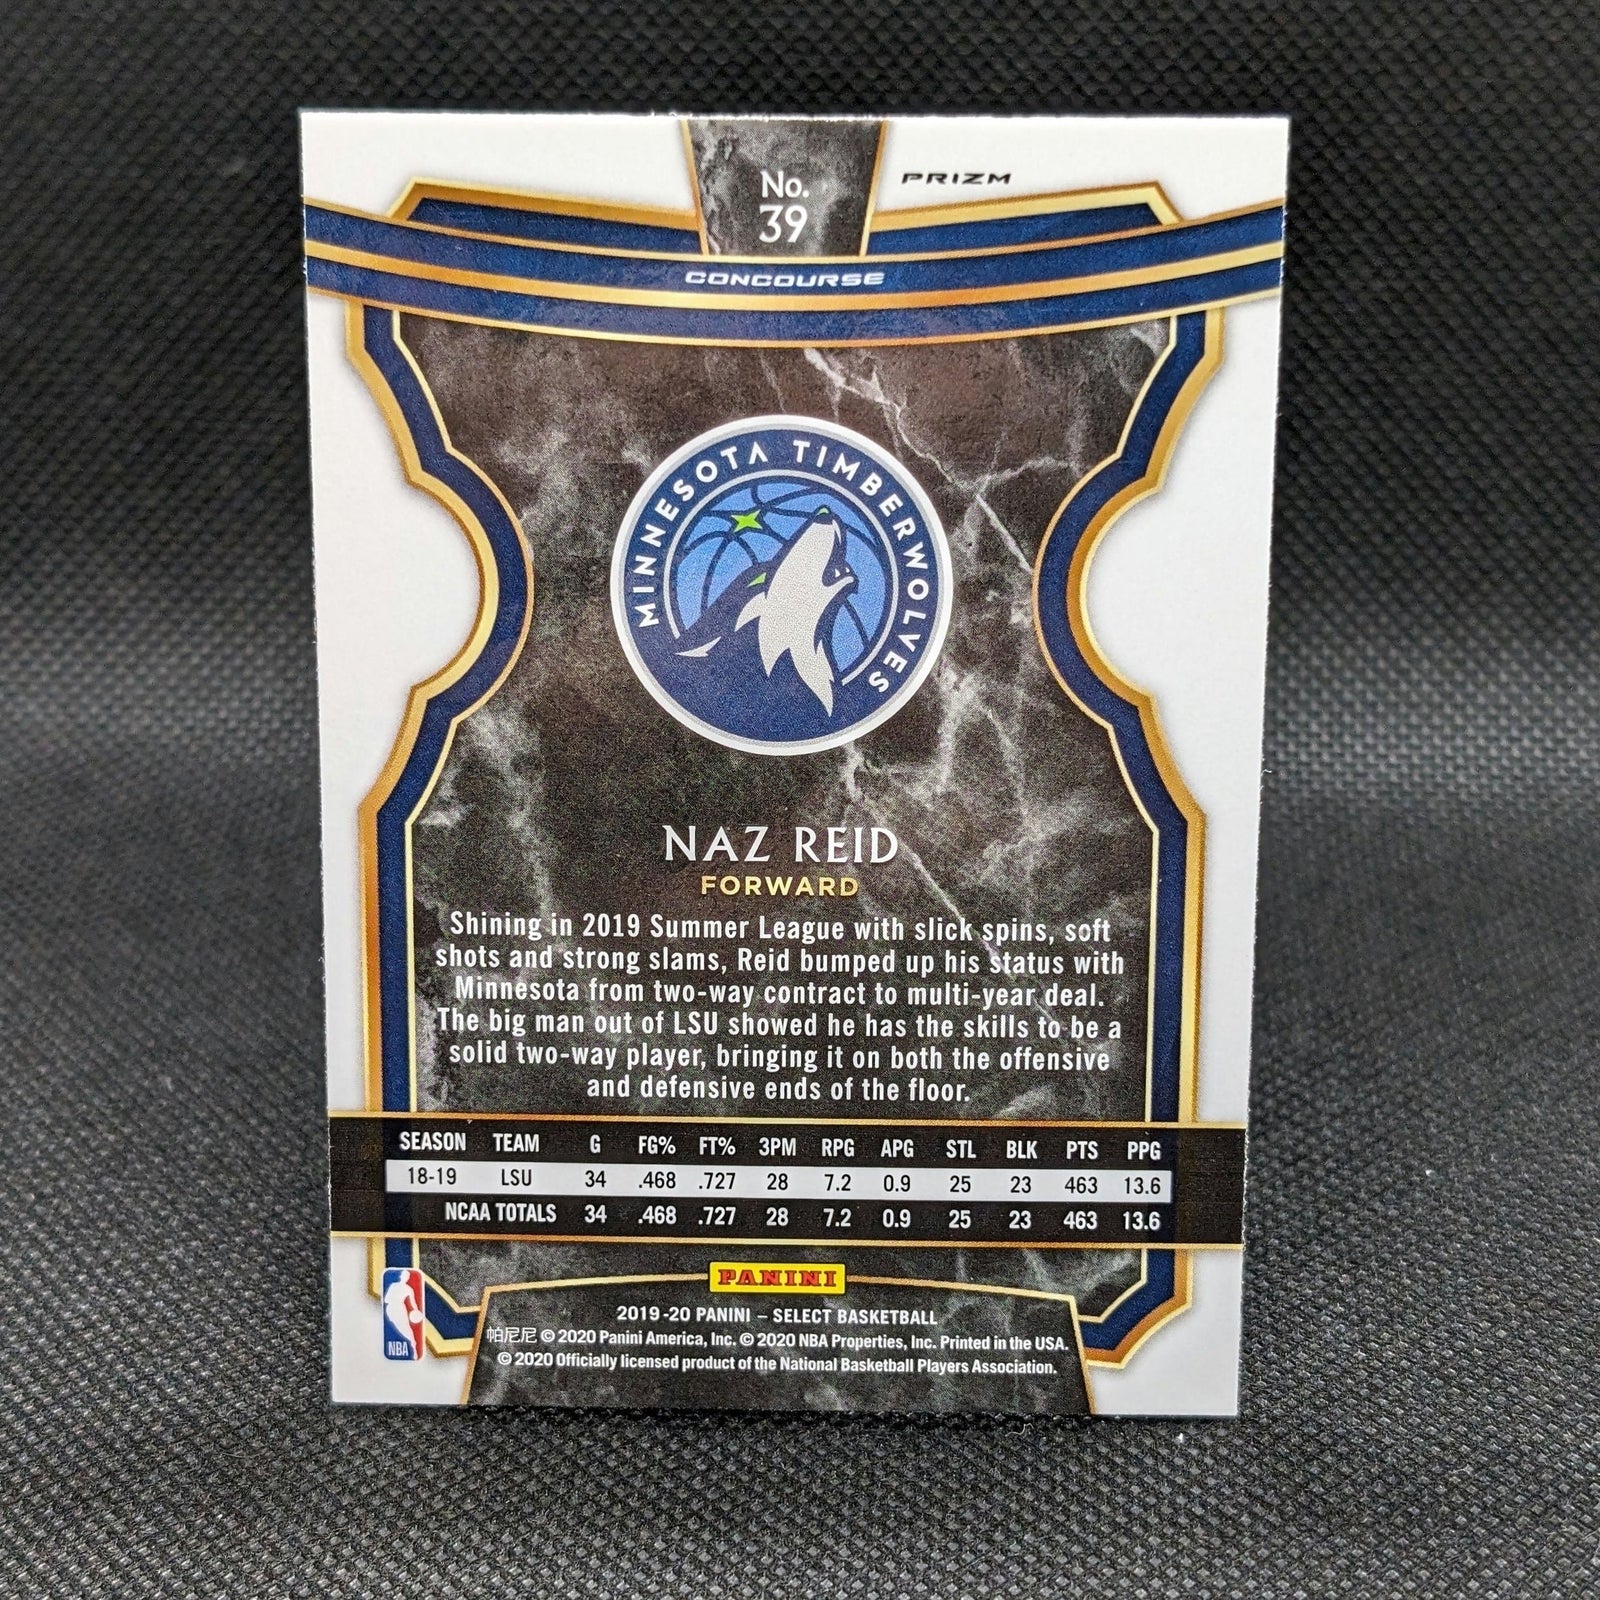 No.
39
PRIZM
CONCOURSE
MINNESOTA TIMBERWOLVES
NAZ REID
FORWARD
Shining in 2019 Summer League with slick spins, soft
shots and strong slams, Reid bumped up his status with
Minnesota from two-way contract to multi-year deal.
The big man out of LSU showed he has the skills to be a
solid two-way player, bringing it on both the offensive
and defensive ends of the floor.
SEASON TEAM G FG% FT% 3PM RPG APG STL BLK PTS PPG
18-19 LSU 34 .468 .727 28 7.2 0.9 25 23 463 13.6
NCAA TOTALS 34 .468 .727 28 7.2 0.9 25 23 463 13.6
PANINI
2019-20 PANINI – SELECT BASKETBALL
帕尼尼 © 2020 Panini America, Inc. © 2020 NBA Properties, Inc. Printed in the USA.
© 2020 Officially licensed product of the National Basketball Players Association.
NBA